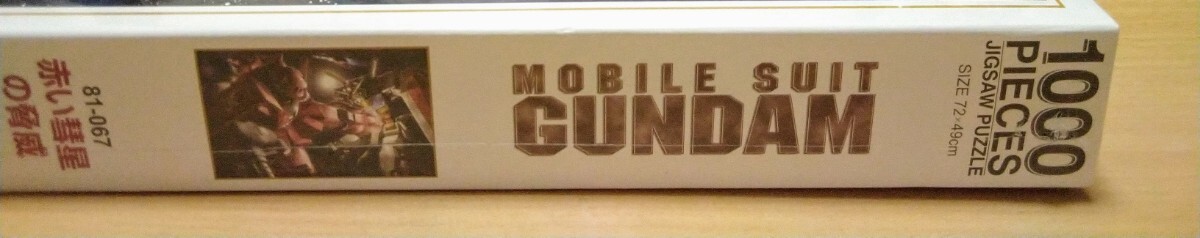 81-067
赤い彗星
の脅威
MOBILE SUIT
GUNDAM
1000
PIECES
JIGSAW PUZZLE
SIZE 72×49cm